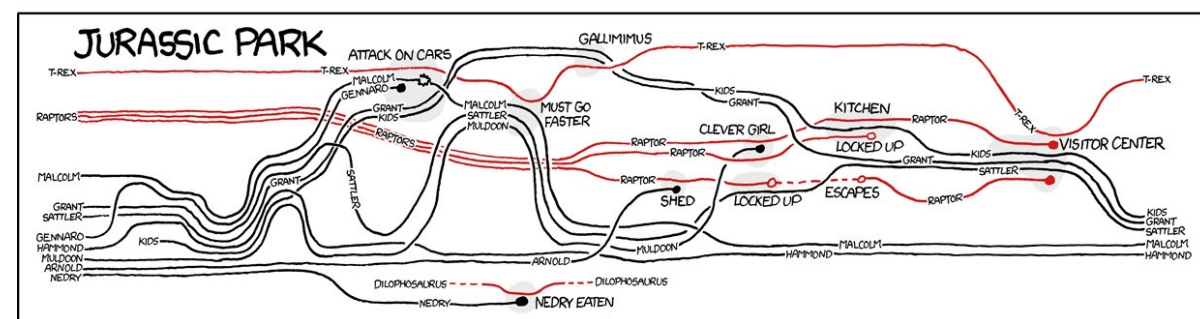 JURASSIC PARK
ATTACK ON CARS
GALLIMIMUS
T-REX
T-REX
T-REX
T-REX
T-REX
MALCOLM
GENNARO
GRANT
KIDS
MALCOLM
SATTLER
MULDOON
MUST GO
FASTER
KIDS
GRANT
KITCHEN
RAPTORS
RAPTORS
RAPTOR
RAPTOR
CLEVER GIRL
RAPTOR
LOCKED UP
VISITOR CENTER
KIDS
GRANT
SATTLER
MALCOLM
GRANT
SATTLER
RAPTOR
SHED
LOCKED UP
ESCAPES
RAPTOR
GRANT
SATTLER
GENNARO
HAMMOND
KIDS
MULDOON
ARNOLD
NEDRY
ARNOLD
MULDOON
MALCOLM
HAMMOND
KIDS
GRANT
SATTLER
MALCOLM
HAMMOND
DILOPHOSAURUS
DILOPHOSAURUS
NEDRY
NEDRY EATEN